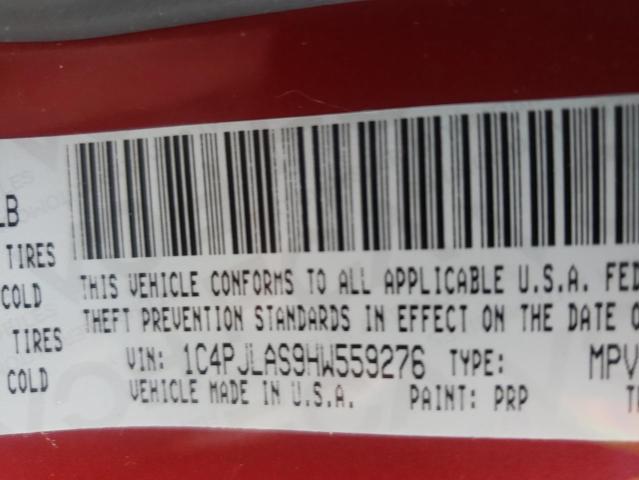 LB
TIRES
COLD
TIRES
COLD
THIS VEHICLE CONFORMS TO ALL APPLICABLE U.S.A. FED
THEFT PREVENTION STANDARDS IN EFFECT ON THE DATE O
VIN: 1C4PJLAS9HW559276 TYPE: MPV
VEHICLE MADE IN U.S.A. PAINT: PRP